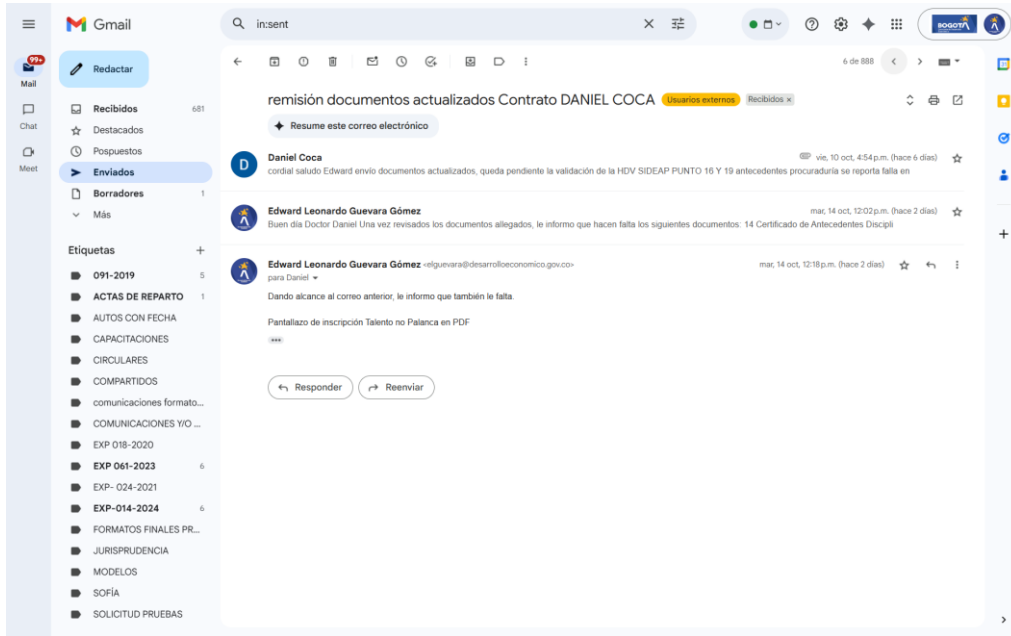 Gmail
in:sent
BOGOTÁ
99+
Mail
Chat
Meet
Redactar
Recibidos 681
Destacados
Pospuestos
Enviados
Borradores 1
Más
Etiquetas +
091-2019 5
ACTAS DE REPARTO 1
AUTOS CON FECHA
CAPACITACIONES
CIRCULARES
COMPARTIDOS
comunicaciones formato...
COMUNICACIONES Y/O ...
EXP 018-2020
EXP 061-2023 6
EXP- 024-2021
EXP-014-2024 6
FORMATOS FINALES PR...
JURISPRUDENCIA
MODELOS
SOFÍA
SOLICITUD PRUEBAS
6 de 888
remisión documentos actualizados Contrato DANIEL COCA Usuarios externos Recibidos x
Resume este correo electrónico
D
Daniel Coca vie, 10 oct, 4:54 p.m. (hace 6 días)
cordial saludo Edward envío documentos actualizados, queda pendiente la validación de la HDV SIDEAP PUNTO 16 Y 19 antecedentes procuraduría se reporta falla en
Edward Leonardo Guevara Gómez mar, 14 oct, 12:02 p.m. (hace 2 días)
Buen día Doctor Daniel Una vez revisados los documentos allegados, le informo que hacen falta los siguientes documentos: 14 Certificado de Antecedentes Discipli
Edward Leonardo Guevara Gómez <elguevara@desarrolloeconomico.gov.co> mar, 14 oct, 12:18 p.m. (hace 2 días)
para Daniel
Dando alcance al correo anterior, le informo que también le falta.
Pantallazo de inscripción Talento no Palanca en PDF
Responder Reenviar